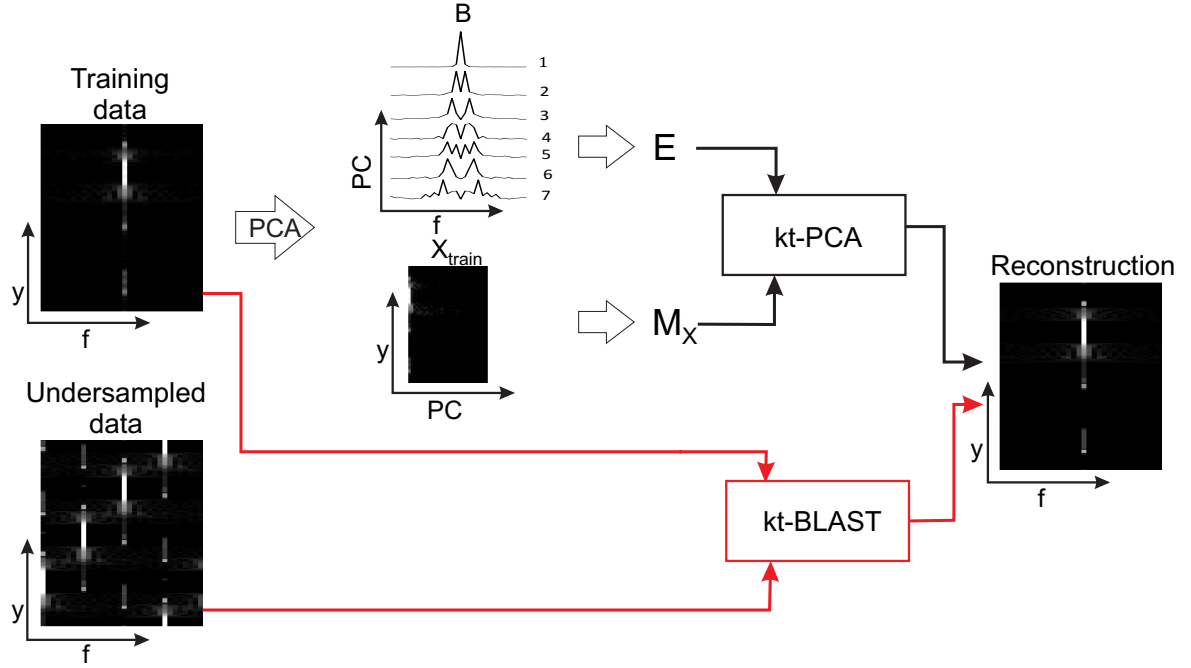 Training
data
y
f
PCA
B
1
2
3
4
5
6
7
PC
f
X_train
y
PC
E
M_X
kt-PCA
Reconstruction
y
f
Undersampled
data
y
f
kt-BLAST